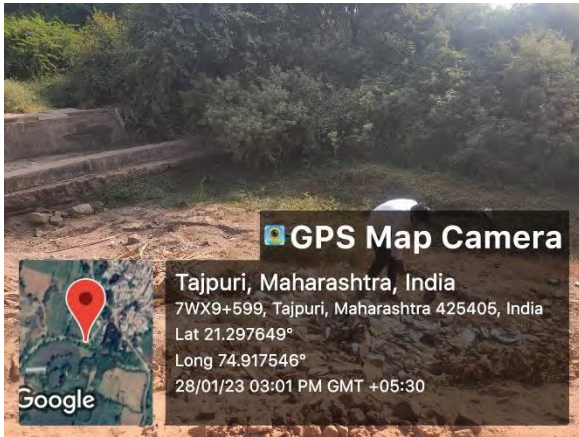 GPS Map Camera
Tajpuri, Maharashtra, India
7WX9+599, Tajpuri, Maharashtra 425405, India
Lat 21.297649°
Long 74.917546°
28/01/23 03:01 PM GMT +05:30
Google